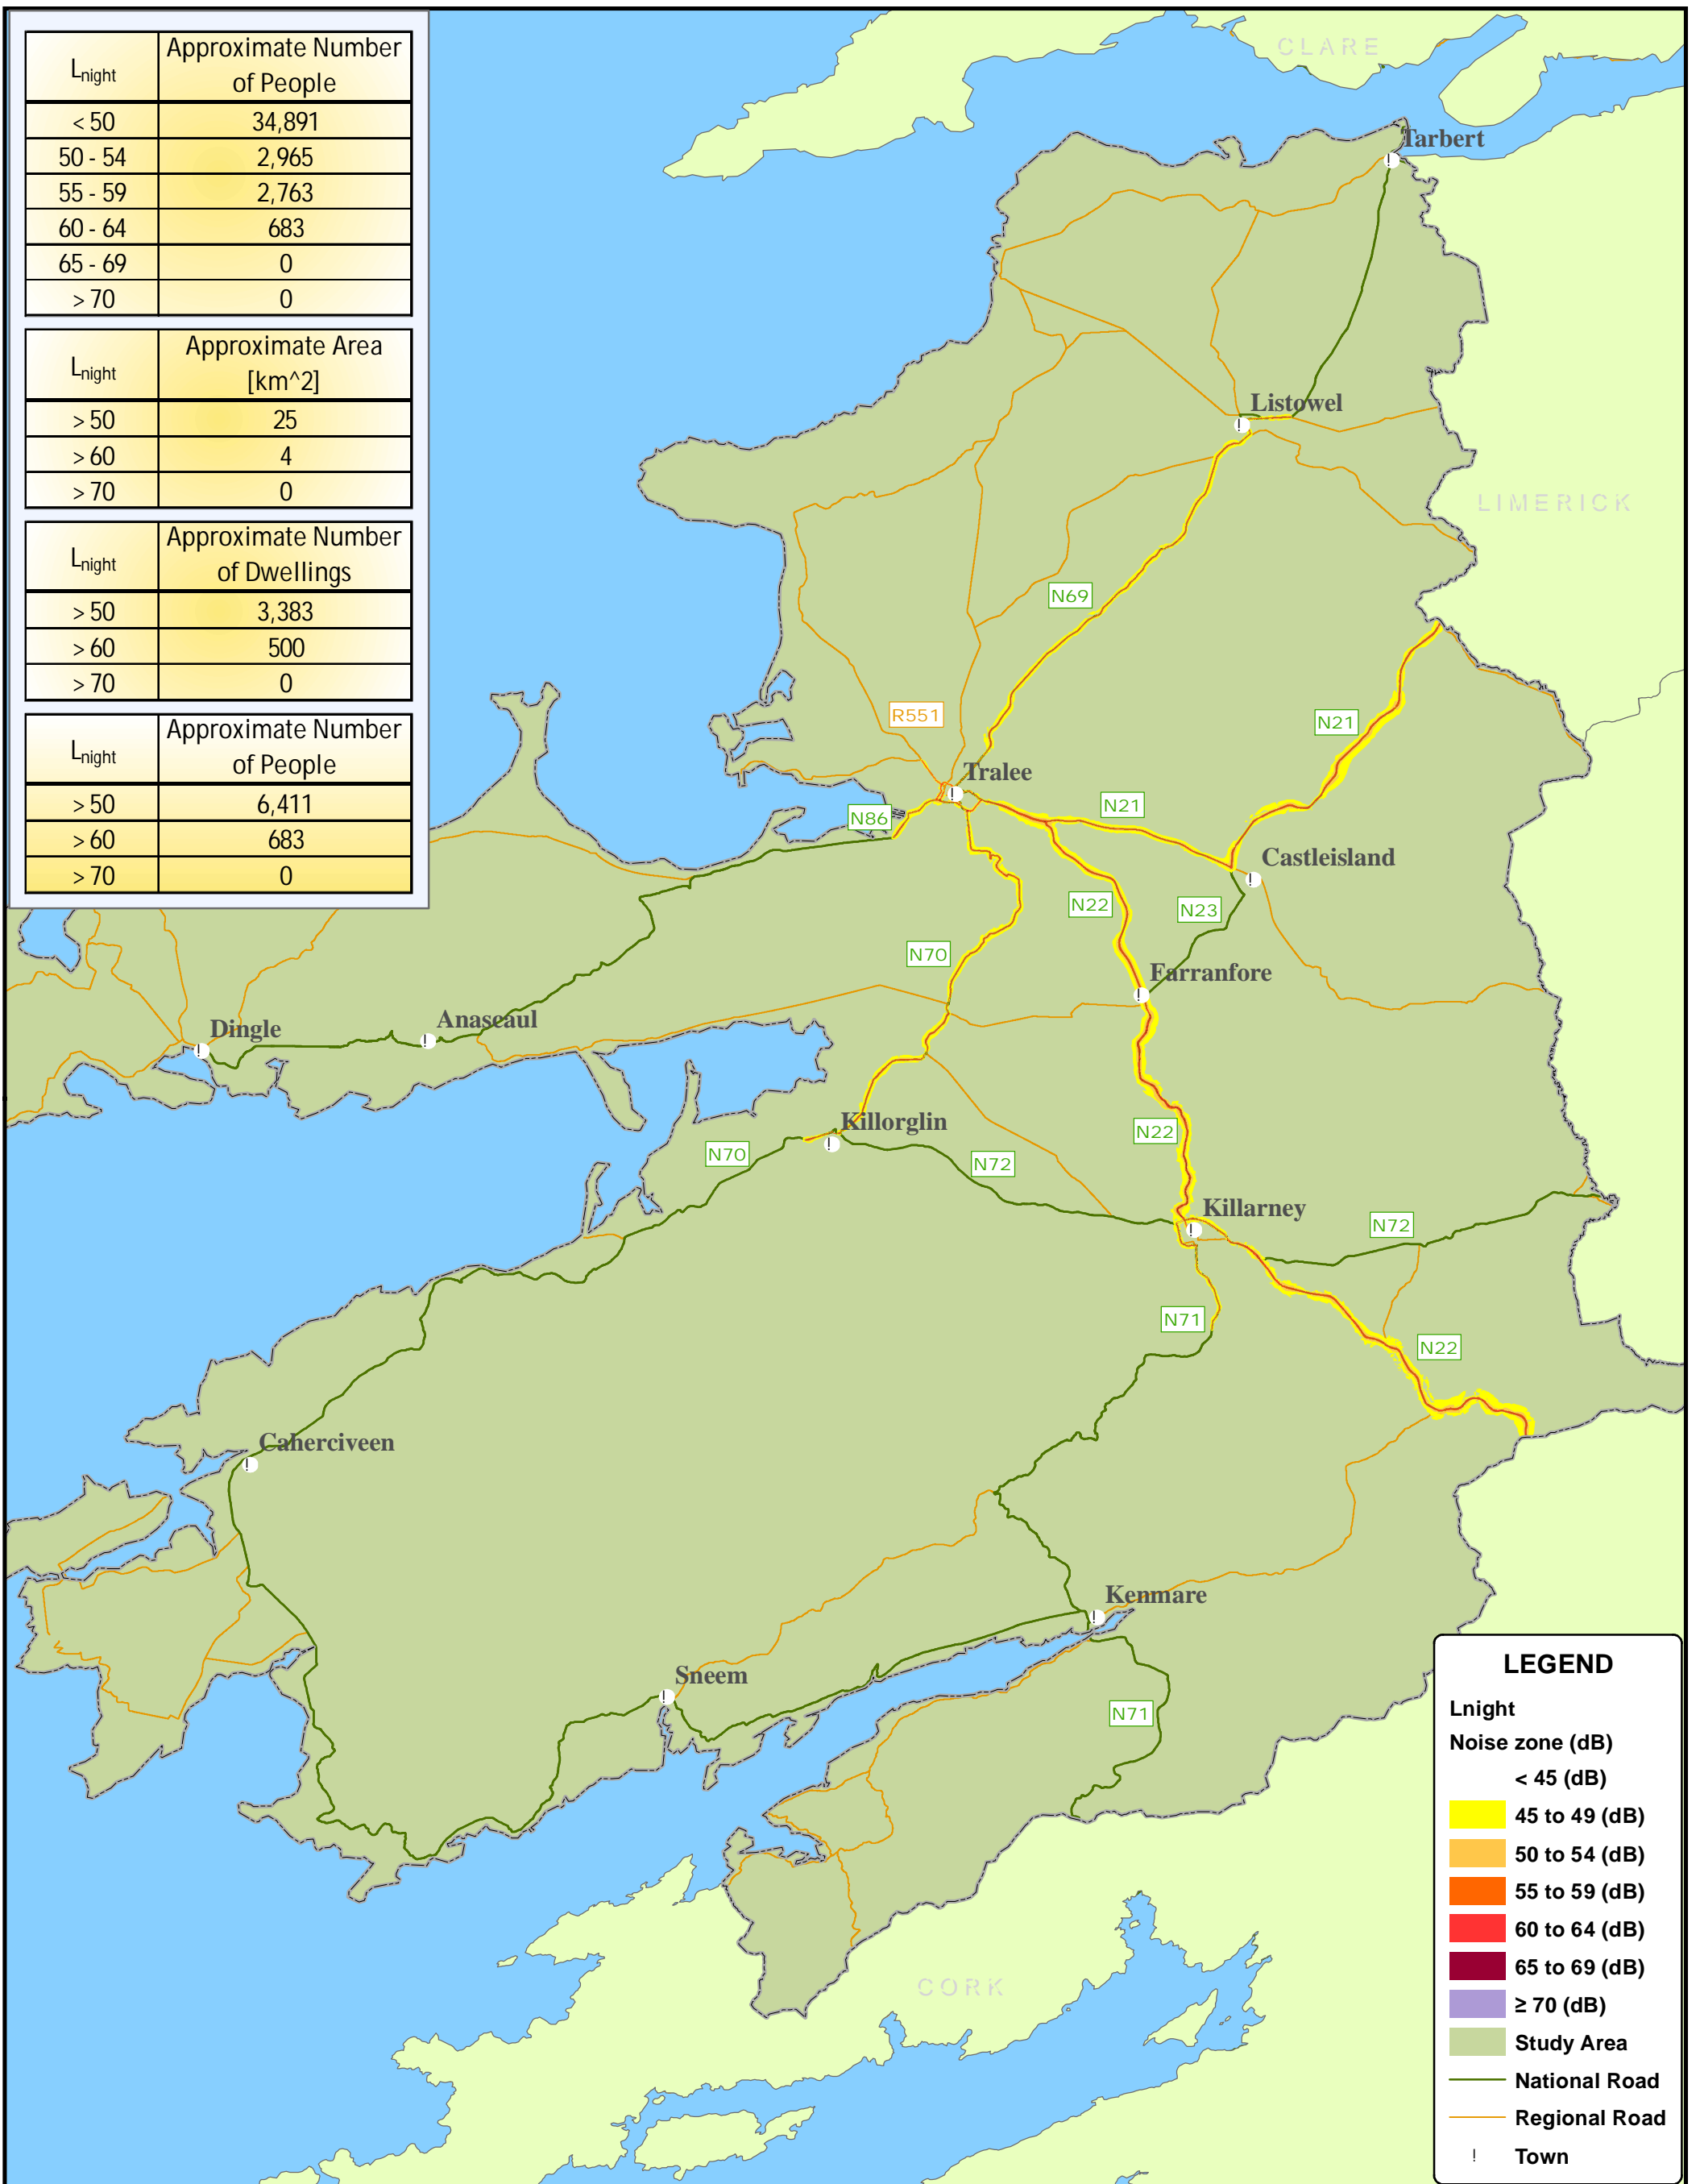 Lnight Approximate Number of People
< 50 34,891
50 - 54 2,965
55 - 59 2,763
60 - 64 683
65 - 69 0
> 70 0
Lnight Approximate Area [km^2]
> 50 25
> 60 4
> 70 0
Lnight Approximate Number of Dwellings
> 50 3,383
> 60 500
> 70 0
Lnight Approximate Number of People
> 50 6,411
> 60 683
> 70 0
CLARE
Tarbert
Listowel
LIMERICK
N69
R551
N21
Tralee
N21
N86
Castleisland
N22
N23
N70
Farranfore
Dingle
Anascaul
Killorglin
N22
N70
N72
Killarney
N72
N71
N22
Caherciveen
Kenmare
Sneem
N71
CORK
LEGEND
Lnight
Noise zone (dB)
< 45 (dB)
45 to 49 (dB)
50 to 54 (dB)
55 to 59 (dB)
60 to 64 (dB)
65 to 69 (dB)
≥ 70 (dB)
Study Area
National Road
Regional Road
! Town